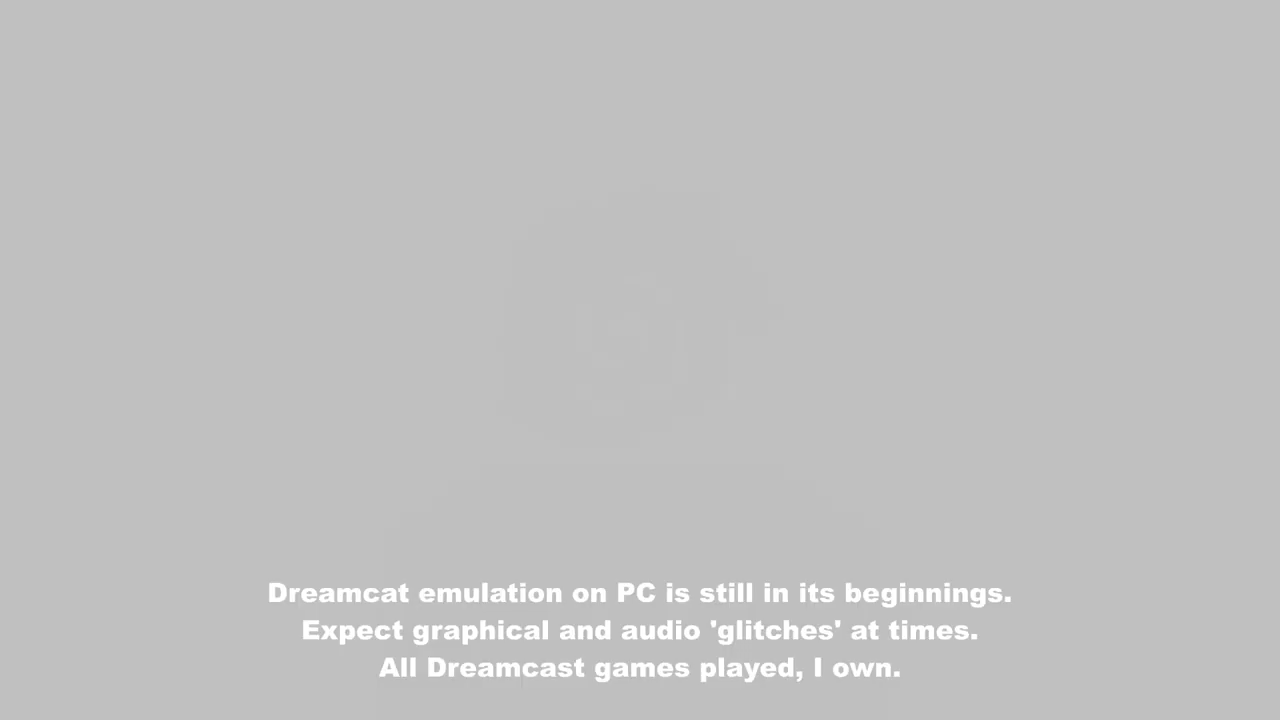 Dreamcat emulation on PC is still in its beginnings.
Expect graphical and audio 'glitches' at times.
All Dreamcast games played, I own.